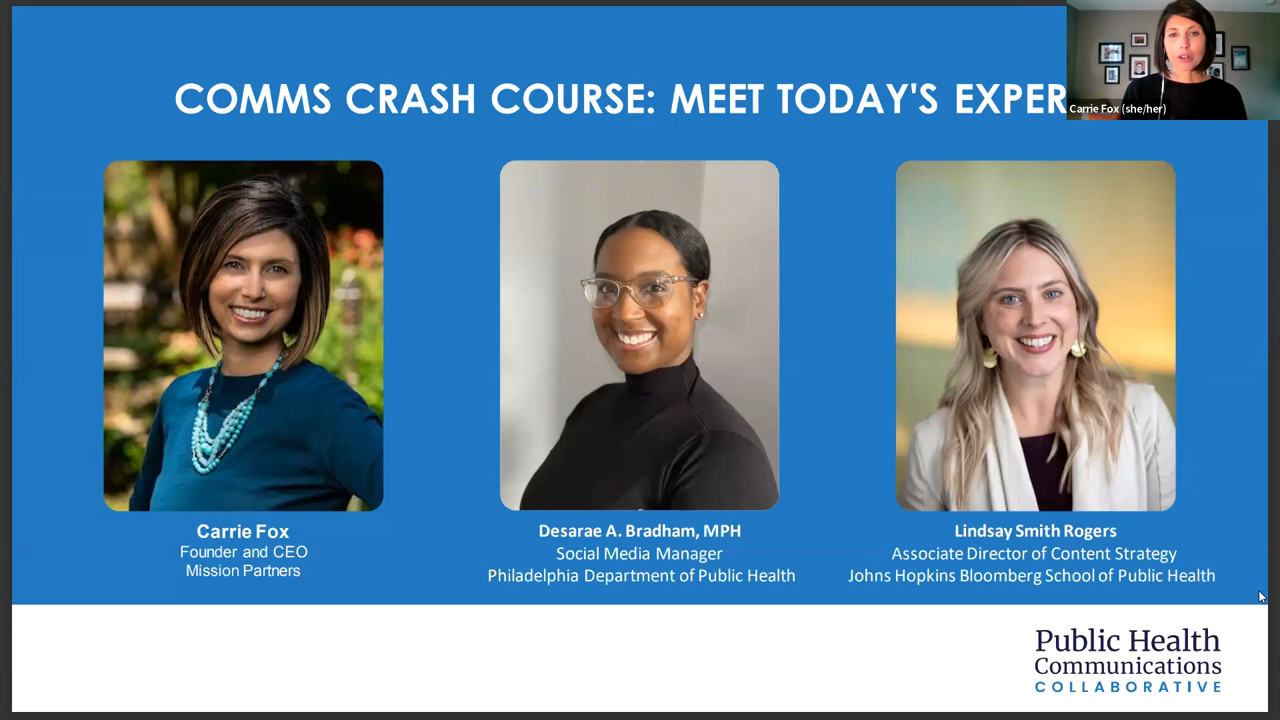 COMMS CRASH COURSE: MEET TODAY'S EXPER
Carrie Fox (she/her)
Carrie Fox
Founder and CEO
Mission Partners
Desarae A. Bradham, MPH
Social Media Manager
Philadelphia Department of Public Health
Lindsay Smith Rogers
Associate Director of Content Strategy
Johns Hopkins Bloomberg School of Public Health
Public Health
Communications
COLLABORATIVE